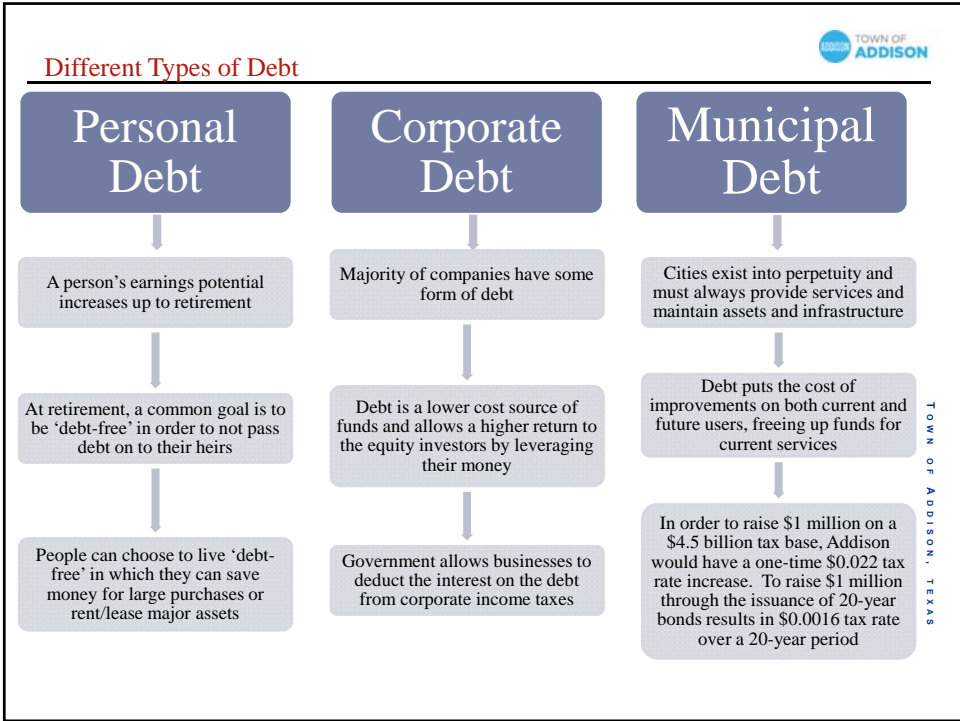 Different Types of Debt
ADDISON
TOWN OF
ADDISON
Personal
Debt
A person’s earnings potential
increases up to retirement
At retirement, a common goal is to
be ‘debt-free’ in order to not pass
debt on to their heirs
People can choose to live ‘debt-
free’ in which they can save
money for large purchases or
rent/lease major assets
Corporate
Debt
Majority of companies have some
form of debt
Debt is a lower cost source of
funds and allows a higher return to
the equity investors by leveraging
their money
Government allows businesses to
deduct the interest on the debt
from corporate income taxes
Municipal
Debt
Cities exist into perpetuity and
must always provide services and
maintain assets and infrastructure
Debt puts the cost of
improvements on both current and
future users, freeing up funds for
current services
In order to raise $1 million on a
$4.5 billion tax base, Addison
would have a one-time $0.022 tax
rate increase.  To raise $1 million
through the issuance of 20-year
bonds results in $0.0016 tax rate
over a 20-year period
TOWN OF ADDISON, TEXAS